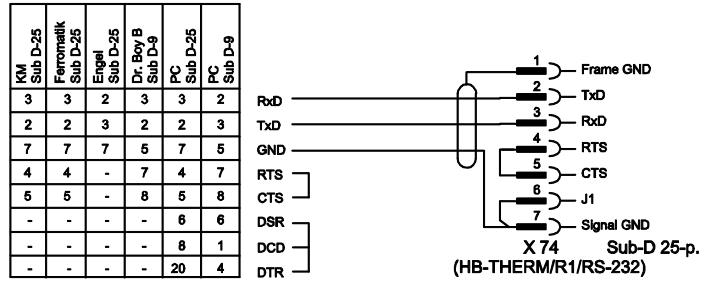 KM Sub D-25 | Ferromatik Sub D-25 | Engel Sub D-25 | Dr. Boy B Sub D-9 | PC Sub D-25 | PC Sub D-9
3 3 2 3 3 2 RxD
2 2 3 2 2 3 TxD
7 7 7 5 7 5 GND
4 4 - 7 4 7 RTS
5 5 - 8 5 8 CTS
- - - - 6 6 DSR
- - - - 8 1 DCD
- - - - 20 4 DTR
1 Frame GND
2 TxD
3 RxD
4 RTS
5 CTS
6 J1
7 Signal GND
X 74 Sub-D 25-p.
(HB-THERM/R1/RS-232)